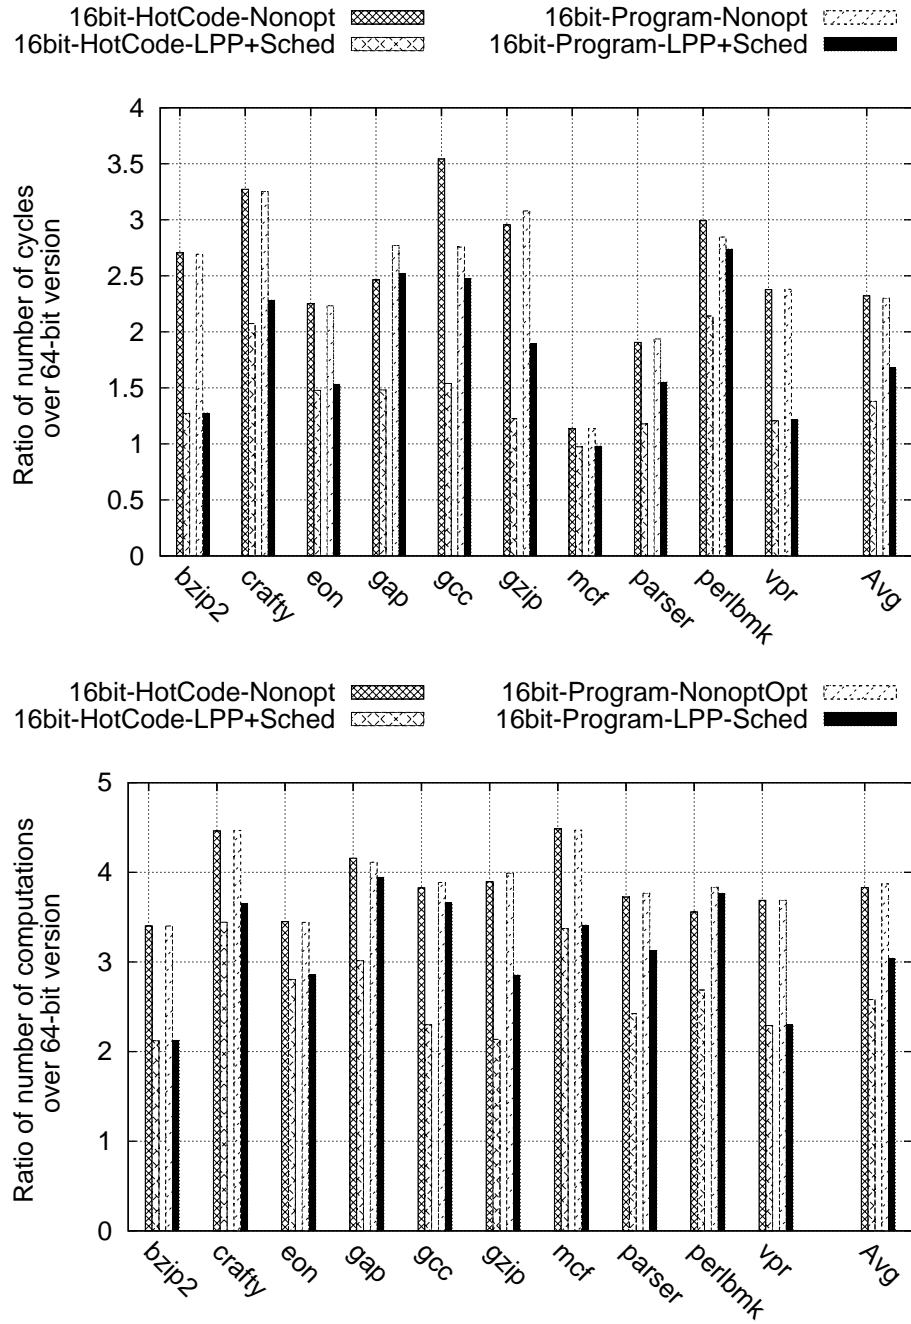 16bit-HotCode-Nonopt 16bit-Program-Nonopt
16bit-HotCode-LPP+Sched 16bit-Program-LPP+Sched
4
3.5
3
2.5
2
1.5
1
0.5
0
Ratio of number of cycles
over 64-bit version
bzip2 crafty eon gap gcc gzip mcf parser perlbmk vpr Avg
16bit-HotCode-Nonopt 16bit-Program-NonoptOpt
16bit-HotCode-LPP+Sched 16bit-Program-LPP-Sched
5
4
3
2
1
0
Ratio of number of computations
over 64-bit version
bzip2 crafty eon gap gcc gzip mcf parser perlbmk vpr Avg